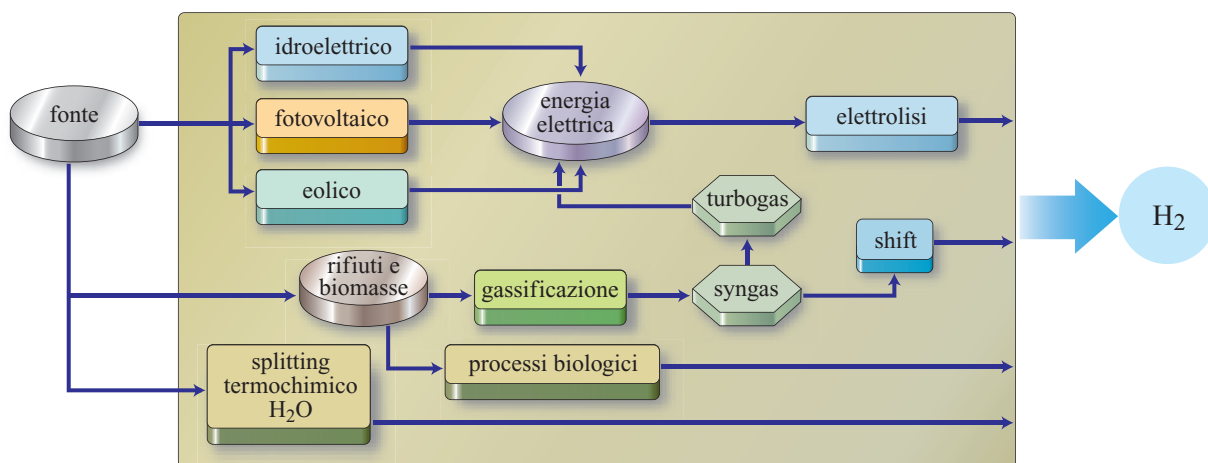 idroelettrico
fonte
fotovoltaico
energia
elettrica
elettrolisi
eolico
turbogas
H2
shift
rifiuti e
biomasse
gassificazione
syngas
splitting
termochimico
H2O
processi biologici